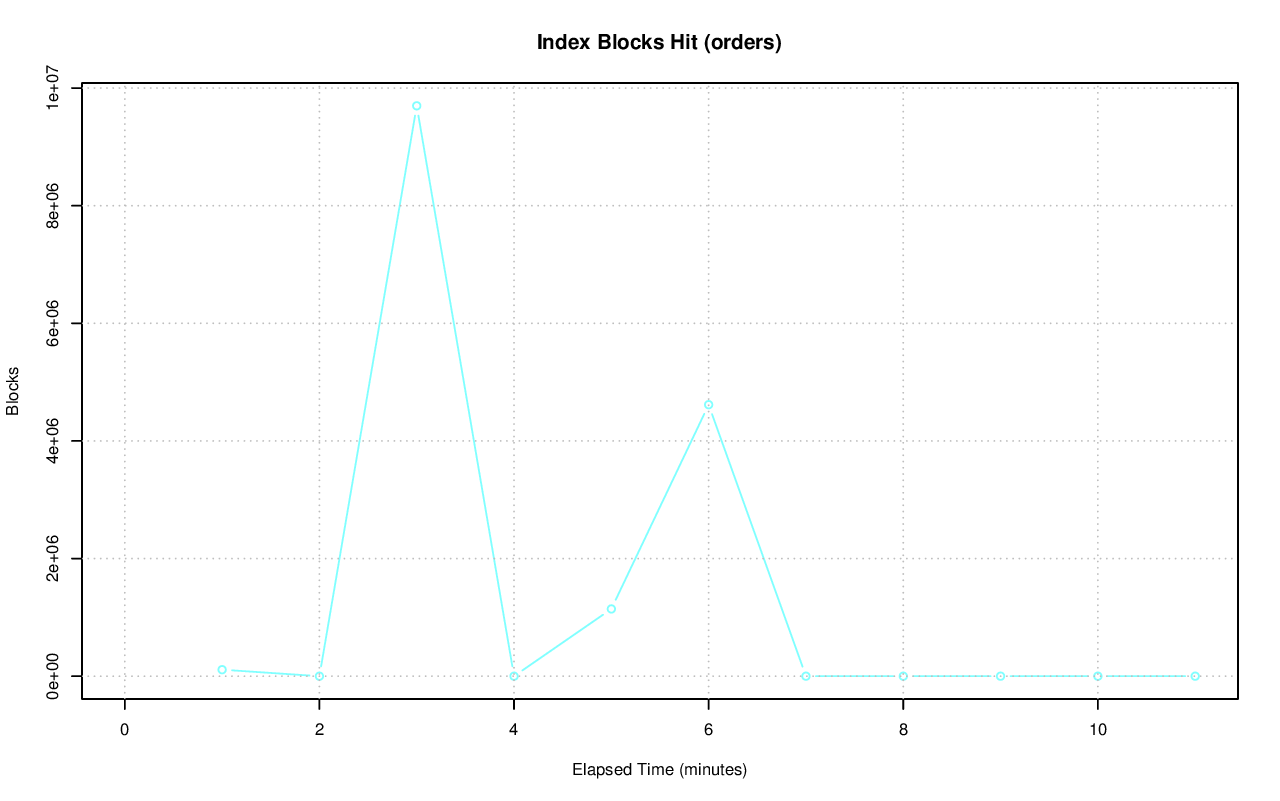 Index Blocks Hit (orders)
1e+07
8e+06
6e+06
4e+06
2e+06
0e+00
Blocks
0 2 4 6 8 10
Elapsed Time (minutes)